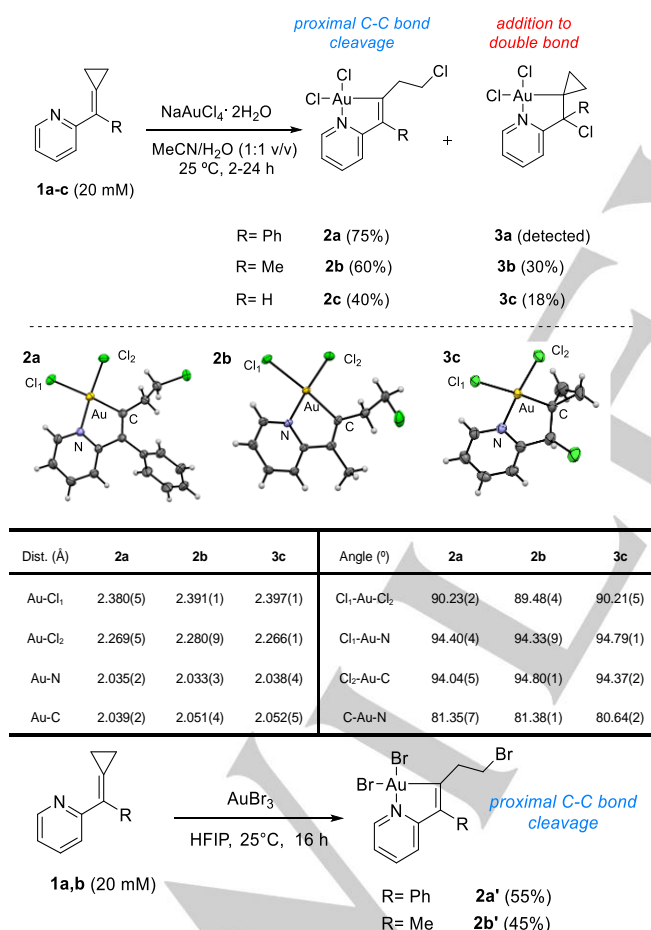 proximal C-C bond
cleavage
addition to
double bond
N
R
1a-c (20 mM)
NaAuCl4· 2H2O
MeCN/H2O (1:1 v/v)
25 ºC, 2-24 h
Cl
Cl
Au
N
Cl
R
+
Cl
Cl
Au
N
R
Cl
R= Ph 2a (75%) 3a (detected)
R= Me 2b (60%) 3b (30%)
R= H 2c (40%) 3c (18%)
2a
Cl1
Cl2
Au
C
N
2b
Cl1
Cl2
Au
C
N
3c
Cl1
Cl2
Au
C
N
Dist. (Å) 2a 2b 3c Angle (º) 2a 2b 3c
Au-Cl1 2.380(5) 2.391(1) 2.397(1) Cl1-Au-Cl2 90.23(2) 89.48(4) 90.21(5)
Au-Cl2 2.269(5) 2.280(9) 2.266(1) Cl1-Au-N 94.40(4) 94.33(9) 94.79(1)
Au-N 2.035(2) 2.033(3) 2.038(4) Cl2-Au-C 94.04(5) 94.80(1) 94.37(2)
Au-C 2.039(2) 2.051(4) 2.052(5) C-Au-N 81.35(7) 81.38(1) 80.64(2)
N
R
1a,b (20 mM)
AuBr3
HFIP, 25°C, 16 h
Br
Br
Au
N
Br
R
proximal C-C bond
cleavage
R= Ph 2a' (55%)
R= Me 2b' (45%)